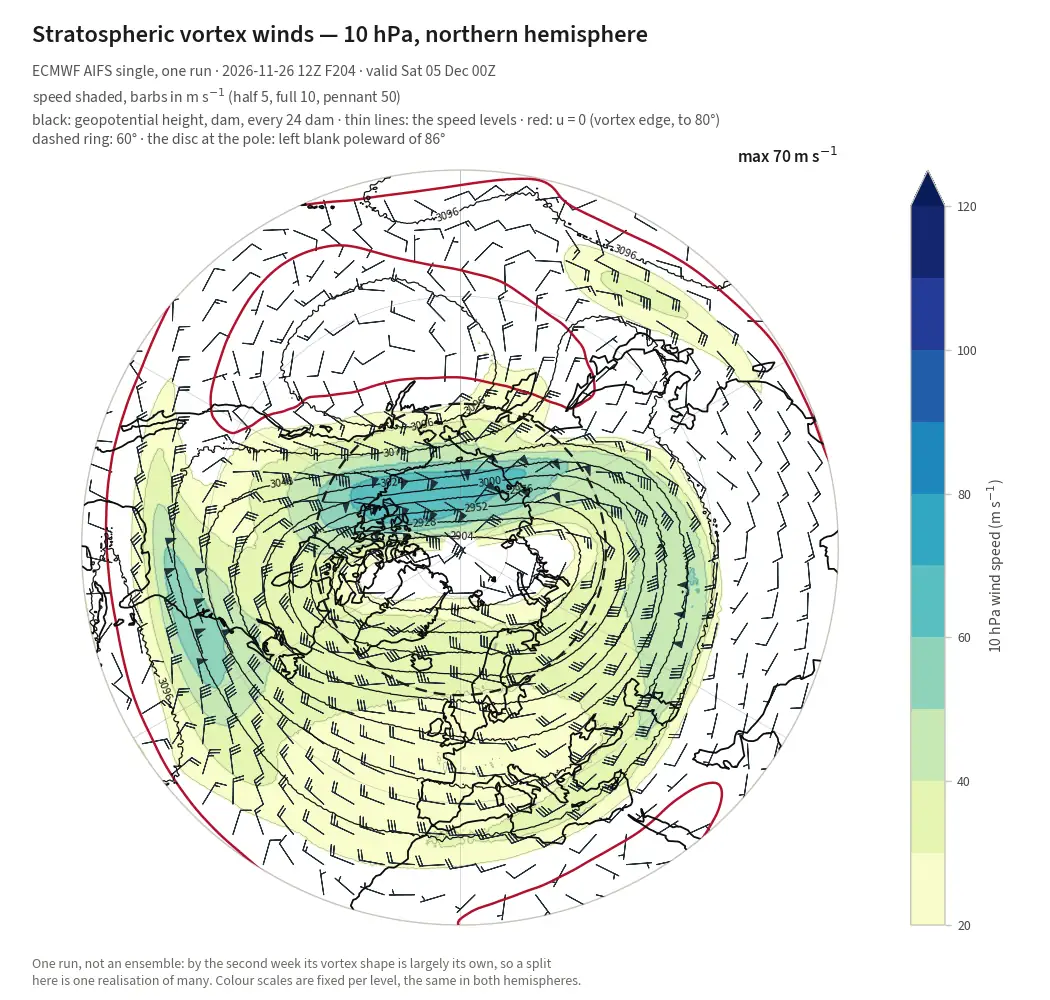 Stratospheric vortex winds — 10 hPa, northern hemisphere
ECMWF AIFS single, one run · 2026-11-26 12Z F204 · valid Sat 05 Dec 00Z
speed shaded, barbs in m s⁻¹ (half 5, full 10, pennant 50)
black: geopotential height, dam, every 24 dam · thin lines: the speed levels · red: u = 0 (vortex edge, to 80°)
dashed ring: 60° · the disc at the pole: left blank poleward of 86°
max 70 m s⁻¹
120
100
80
60
40
20
10 hPa wind speed (m s⁻¹)
3096
3096
3096
3000
2952
2928
2904
3096
One run, not an ensemble: by the second week its vortex shape is largely its own, so a split
here is one realisation of many. Colour scales are fixed per level, the same in both hemispheres.